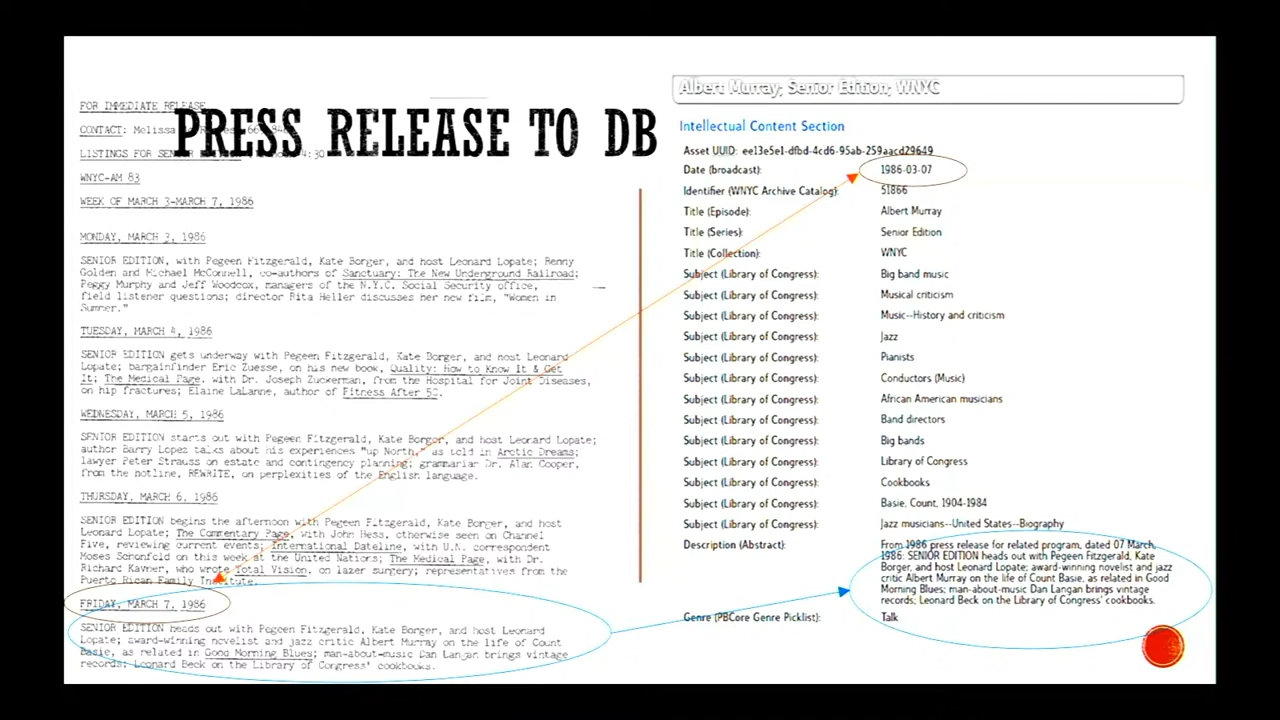 FOR IMMEDIATE RELEASE
CONTACT: Melissa
LISTINGS FOR 4:30
WNYC-AM 83
WEEK OF MARCH 3-MARCH 7, 1986
PRESS RELEASE TO DB
MONDAY, MARCH 3, 1986
SENIOR EDITION, with Pegeen Fitzgerald, Kate Borger, and host Leonard Lopate; Renny
Golden and Michael McConnell, co-authors of Sanctuary: The New Underground Railroad;
Peggy Murphy and Jeff Woodcox, managers of the N.Y.C. Social Security office,
field listener questions; director Rita Heller discusses her new film, "Women in
Summer."
TUESDAY, MARCH 4, 1986
SENIOR EDITION gets underway with Pegeen Fitzgerald, Kate Borger, and host Leonard
Lopate; bargainfinder Eric Zuesse, on his new book, Quality: How to Know It & Get
It; The Medical Page, with Dr. Joseph Zuckerman, from the Hospital for Joint Diseases,
on hip fractures; Elaine LaLanne, author of Fitness After 50.
WEDNESDAY, MARCH 5, 1986
SENIOR EDITION starts out with Pegeen Fitzgerald, Kate Borger, and host Leonard Lopate;
author Barry Lopez talks about his experiences "up North," as told in Arctic Dreams;
lawyer Peter Strauss on estate and contingency planning; grammarian Dr. Alan Cooper,
from the hotline, REWRITE, on perplexities of the English language.
THURSDAY, MARCH 6, 1986
SENIOR EDITION begins the afternoon with Pegeen Fitzgerald, Kate Borger, and host
Leonard Lopate; The Commentary Page, with John Hess, otherwise seen on Channel
Five, reviewing current events; International Dateline, with U.N. correspondent
Moses Schonfold on this week at the United Nations; The Medical Page, with Dr.
Richard Kavner, who wrote Total Vision, on lazer surgery; representatives from the
Puerto Rican Family Institute.
FRIDAY, MARCH 7, 1986
SENIOR EDITION heads out with Pegeen Fitzgerald, Kate Borger, and host Leonard
Lopate; award-winning novelist and jazz critic Albert Murray on the life of Count
Basie, as related in Good Morning Blues; man-about-music Dan Langan brings vintage
records; Leonard Beck on the Library of Congress' cookbooks.
Albert Murray; Senior Edition; WNYC
Intellectual Content Section
Asset UUID: ee13e5e1-dfbd-4cd6-95ab-259aacd29649
Date (broadcast): 1986-03-07
Identifier (WNYC Archive Catalog): 51866
Title (Episode): Albert Murray
Title (Series): Senior Edition
Title (Collection): WNYC
Subject (Library of Congress): Big band music
Subject (Library of Congress): Musical criticism
Subject (Library of Congress): Music--History and criticism
Subject (Library of Congress): Jazz
Subject (Library of Congress): Pianists
Subject (Library of Congress): Conductors (Music)
Subject (Library of Congress): African American musicians
Subject (Library of Congress): Band directors
Subject (Library of Congress): Big bands
Subject (Library of Congress): Library of Congress
Subject (Library of Congress): Cookbooks
Subject (Library of Congress): Basie, Count, 1904-1984
Subject (Library of Congress): Jazz musicians--United States--Biography
Description (Abstract): From 1986 press release for related program, dated 07 March,
1986: SENIOR EDITION heads out with Pegeen Fitzgerald, Kate
Borger, and host Leonard Lopate; award-winning novelist and jazz
critic Albert Murray on the life of Count Basie, as related in Good
Morning Blues; man-about-music Dan Langan brings vintage
records; Leonard Beck on the Library of Congress' cookbooks.
Genre (PBCore Genre Picklist): Talk